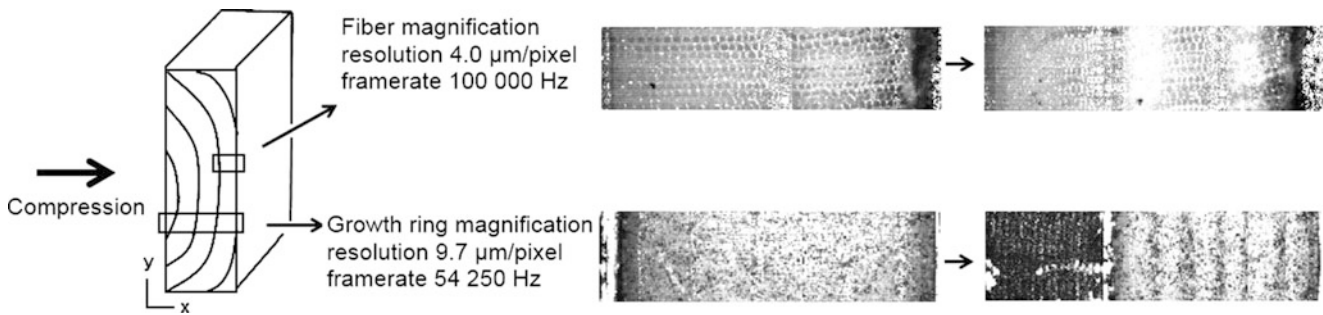 Fiber magnification
resolution 4.0 µm/pixel
framerate 100 000 Hz
Compression
Growth ring magnification
resolution 9.7 µm/pixel
framerate 54 250 Hz
y
x